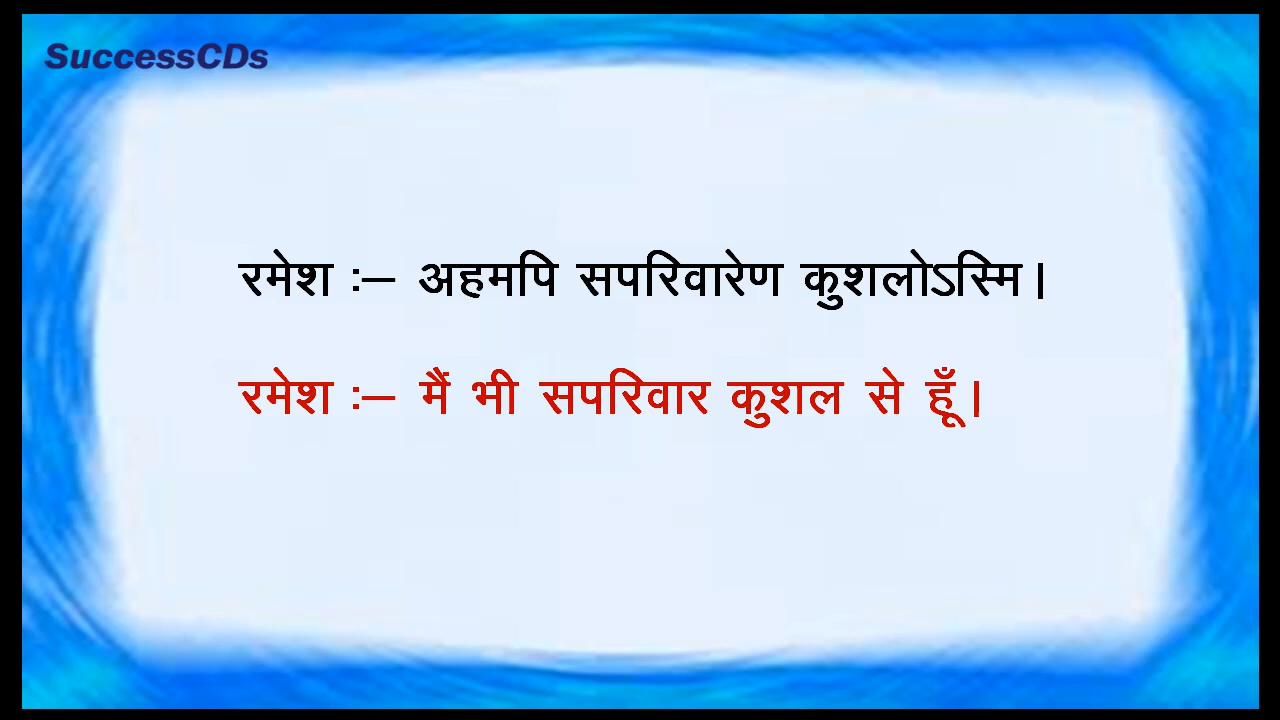 SuccessCDs
रमेश :– अहमपि सपरिवारेण कुशलोऽस्मि।
रमेश :– मैं भी सपरिवार कुशल से हूँ।